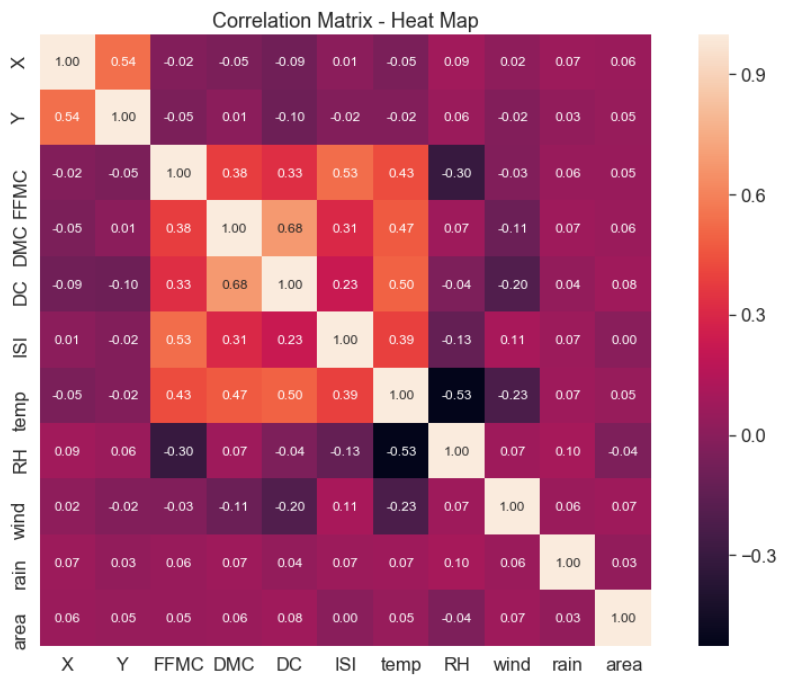 Correlation Matrix - Heat Map
X 1.00 0.54 -0.02 -0.05 -0.09 0.01 -0.05 0.09 0.02 0.07 0.06
Y 0.54 1.00 -0.05 0.01 -0.10 -0.02 -0.02 0.06 -0.02 0.03 0.05
FFMC -0.02 -0.05 1.00 0.38 0.33 0.53 0.43 -0.30 -0.03 0.06 0.05
DMC -0.05 0.01 0.38 1.00 0.68 0.31 0.47 0.07 -0.11 0.07 0.06
DC -0.09 -0.10 0.33 0.68 1.00 0.23 0.50 -0.04 -0.20 0.04 0.08
ISI 0.01 -0.02 0.53 0.31 0.23 1.00 0.39 -0.13 0.11 0.07 0.00
temp -0.05 -0.02 0.43 0.47 0.50 0.39 1.00 -0.53 -0.23 0.07 0.05
RH 0.09 0.06 -0.30 0.07 -0.04 -0.13 -0.53 1.00 0.07 0.10 -0.04
wind 0.02 -0.02 -0.03 -0.11 -0.20 0.11 -0.23 0.07 1.00 0.06 0.07
rain 0.07 0.03 0.06 0.07 0.04 0.07 0.07 0.10 0.06 1.00 0.03
area 0.06 0.05 0.05 0.06 0.08 0.00 0.05 -0.04 0.07 0.03 1.00
X Y FFMC DMC DC ISI temp RH wind rain area
0.9
0.6
0.3
0.0
−0.3